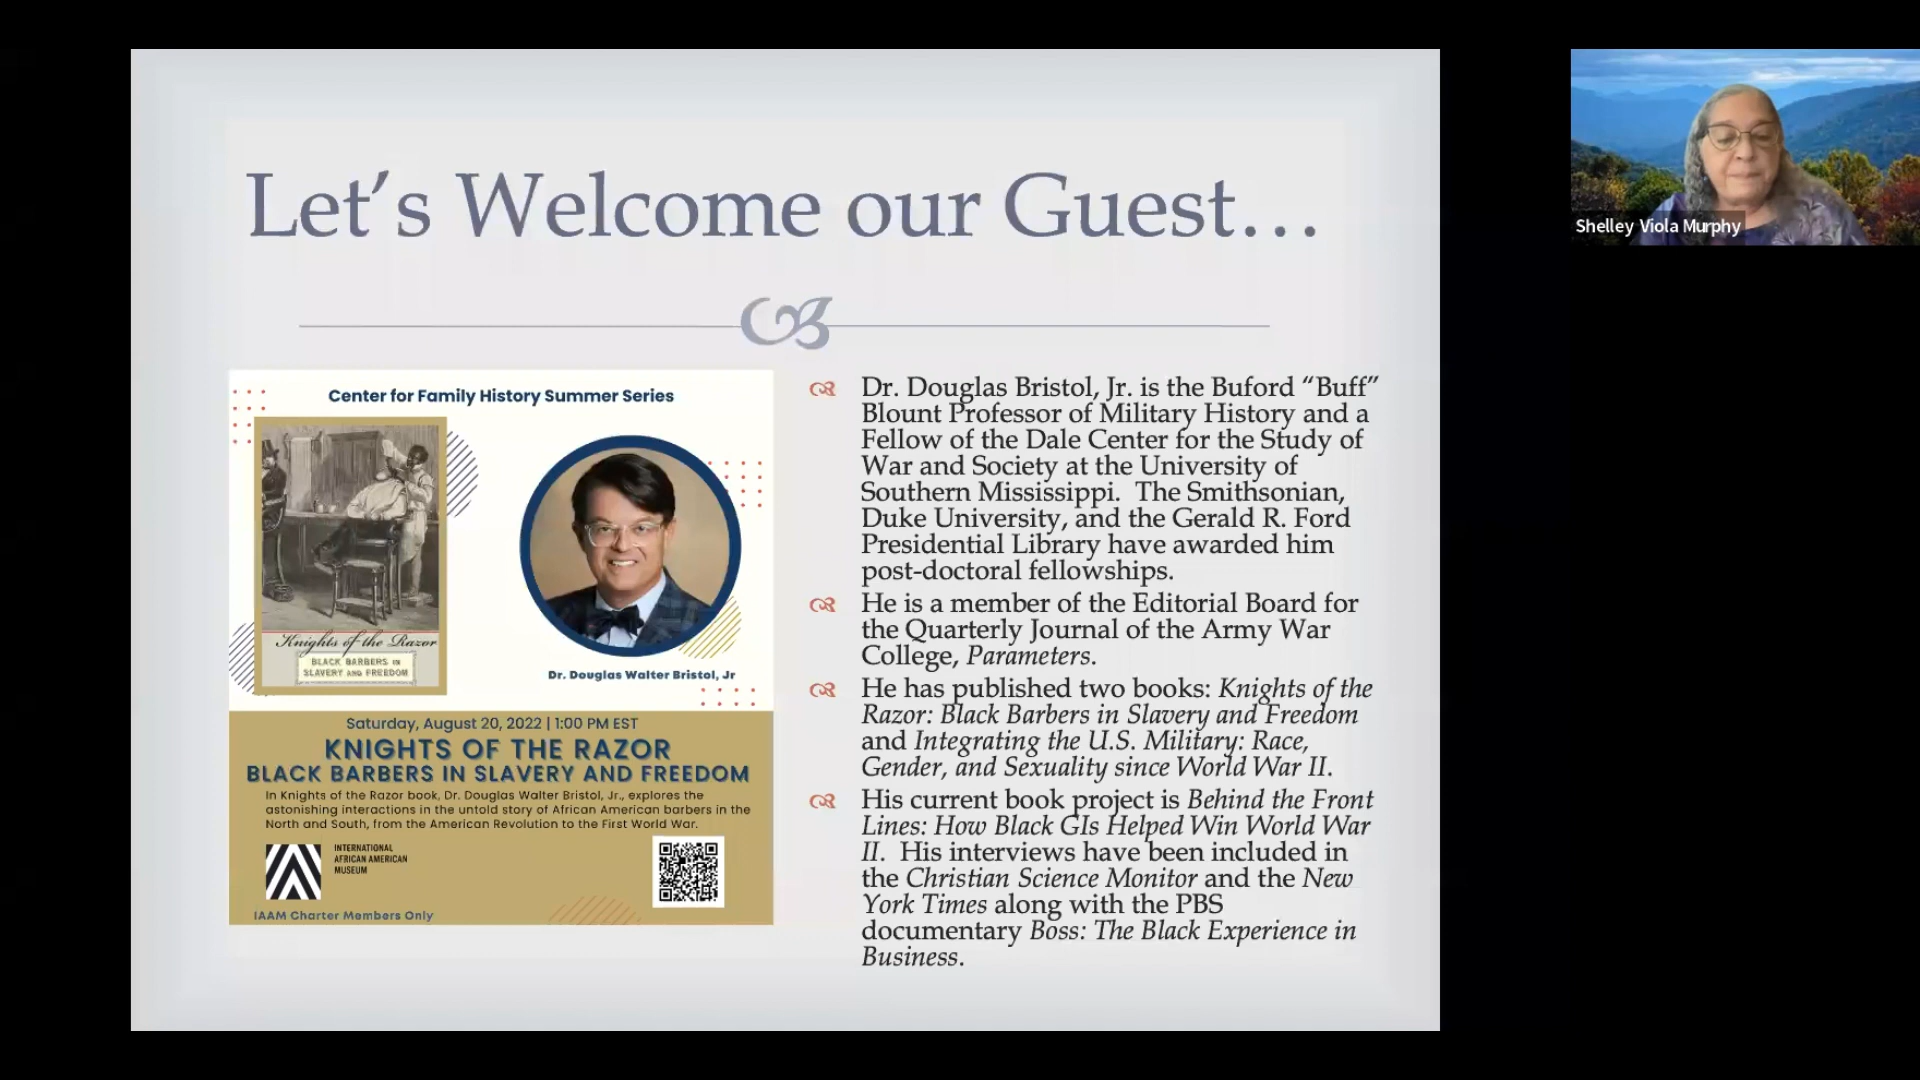 Let’s Welcome our Guest…
Center for Family History Summer Series
Knights of the Razor
BLACK BARBERS IN
SLAVERY AND FREEDOM
Dr. Douglas Walter Bristol, Jr
Saturday, August 20, 2022 | 1:00 PM EST
KNIGHTS OF THE RAZOR
BLACK BARBERS IN SLAVERY AND FREEDOM
In Knights of the Razor book, Dr. Douglas Walter Bristol, Jr., explores the
astonishing interactions in the untold story of African American barbers in the
North and South, from the American Revolution to the First World War.
INTERNATIONAL
AFRICAN AMERICAN
MUSEUM
IAAM Charter Members Only
Dr. Douglas Bristol, Jr. is the Buford “Buff”
Blount Professor of Military History and a
Fellow of the Dale Center for the Study of
War and Society at the University of
Southern Mississippi.  The Smithsonian,
Duke University, and the Gerald R. Ford
Presidential Library have awarded him
post-doctoral fellowships.
He is a member of the Editorial Board for
the Quarterly Journal of the Army War
College, Parameters.
He has published two books: Knights of the
Razor: Black Barbers in Slavery and Freedom
and Integrating the U.S. Military: Race,
Gender, and Sexuality since World War II.
His current book project is Behind the Front
Lines: How Black GIs Helped Win World War
II.  His interviews have been included in
the Christian Science Monitor and the New
York Times along with the PBS
documentary Boss: The Black Experience in
Business.
Shelley Viola Murphy